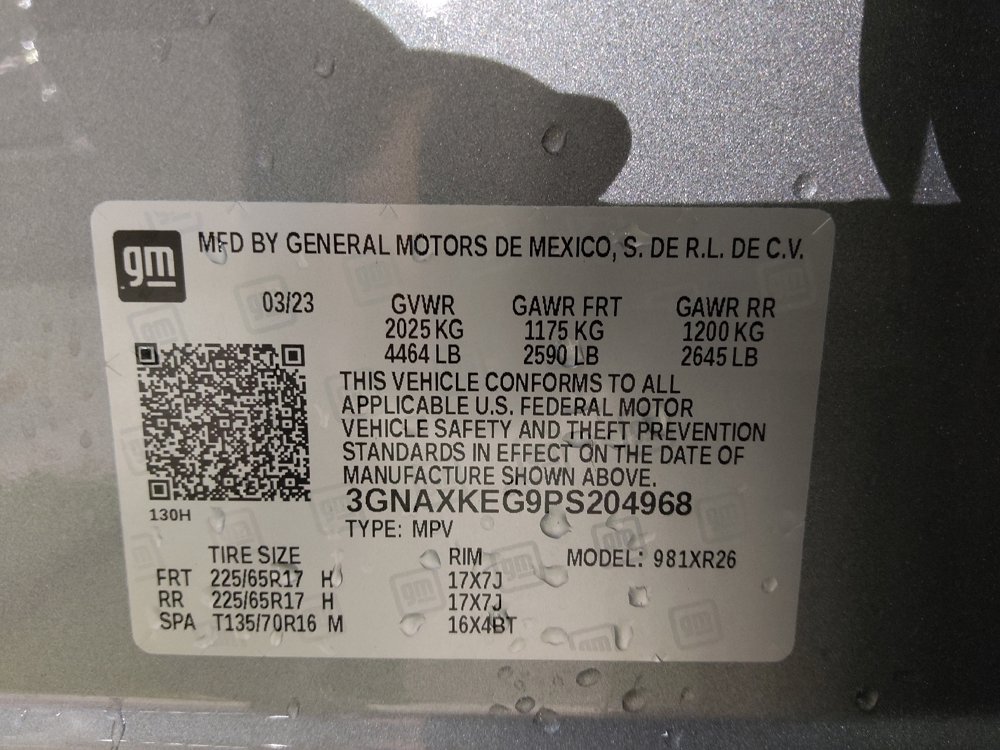 gm MFD BY GENERAL MOTORS DE MEXICO, S. DE R.L. DE C.V.
03/23 GVWR GAWR FRT GAWR RR
2025 KG 1175 KG 1200 KG
4464 LB 2590 LB 2645 LB
THIS VEHICLE CONFORMS TO ALL
APPLICABLE U.S. FEDERAL MOTOR
VEHICLE SAFETY AND THEFT PREVENTION
STANDARDS IN EFFECT ON THE DATE OF
MANUFACTURE SHOWN ABOVE.
3GNAXKEG9PS204968
130H
TYPE: MPV
TIRE SIZE RIM MODEL: 981XR26
FRT 225/65R17 H 17X7J
RR 225/65R17 H 17X7J
SPA T135/70R16 M 16X4BT